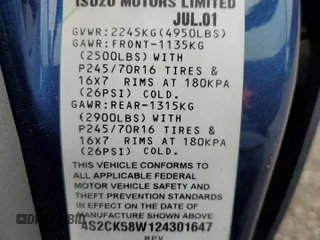 ISUZU MOTORS LIMITED
JUL.01
GVWR:2245KG(4950LBS)
GAWR:FRONT-1135KG
(2500LBS) WITH
P245/70R16 TIRES &
16X7 RIMS AT 180KPA
(26PSI) COLD.
GAWR:REAR-1315KG
(2900LBS) WITH
P245/70R16 TIRES &
16X7 RIMS AT 180KPA
(26PSI) COLD.
THIS VEHICLE CONFORMS TO
ALL APPLICABLE FEDERAL
MOTOR VEHICLE SAFETY AND
THEFT PREVENTION STANDARDS
IN EFFECT ON THE DATE OF
MANUFACTURE SHOWN ABOVE.
4S2CK58W124301647
MPV